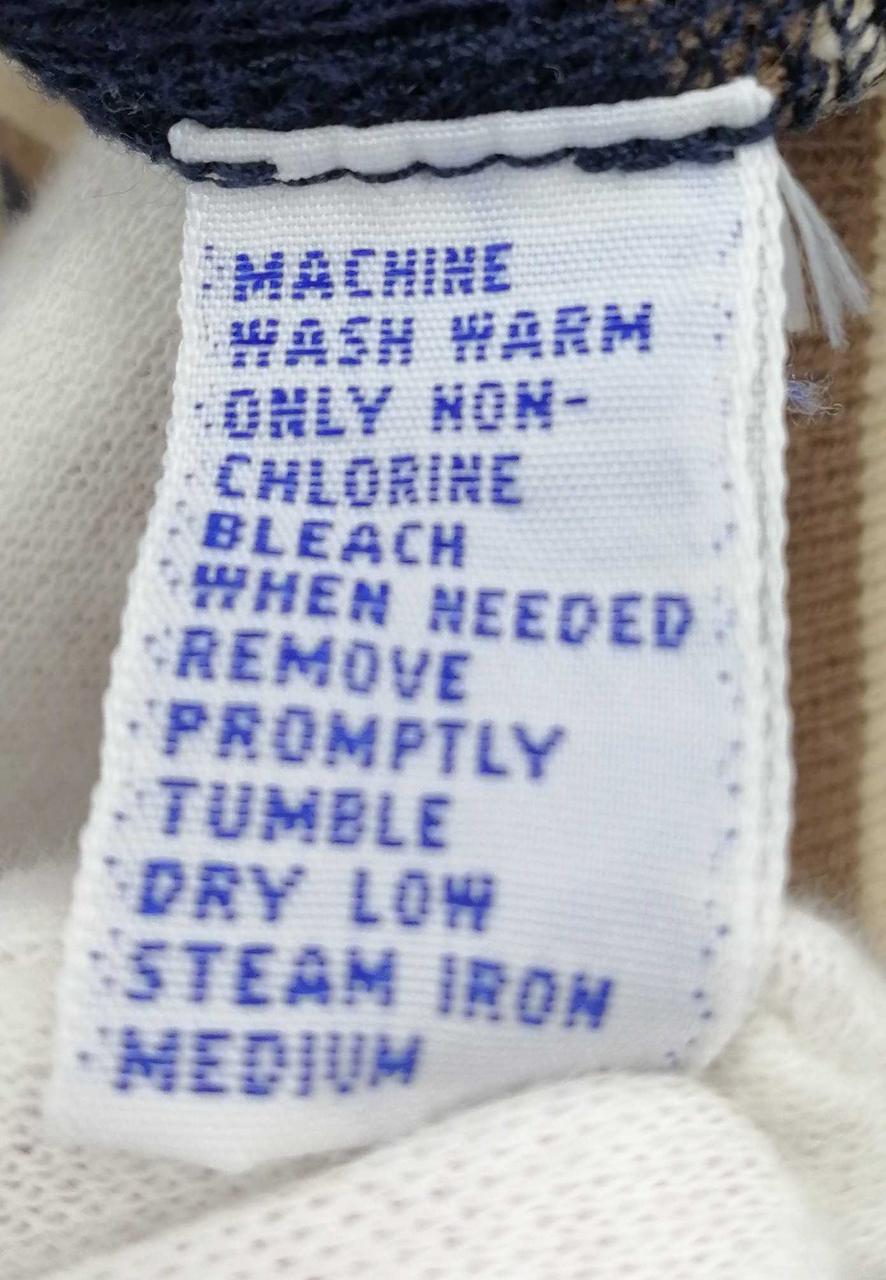 MACHINE
WASH WARM
ONLY NON-
CHLORINE
BLEACH
WHEN NEEDED
REMOVE
PROMPTLY
TUMBLE
DRY LOW
STEAM IRON
MEDIUM